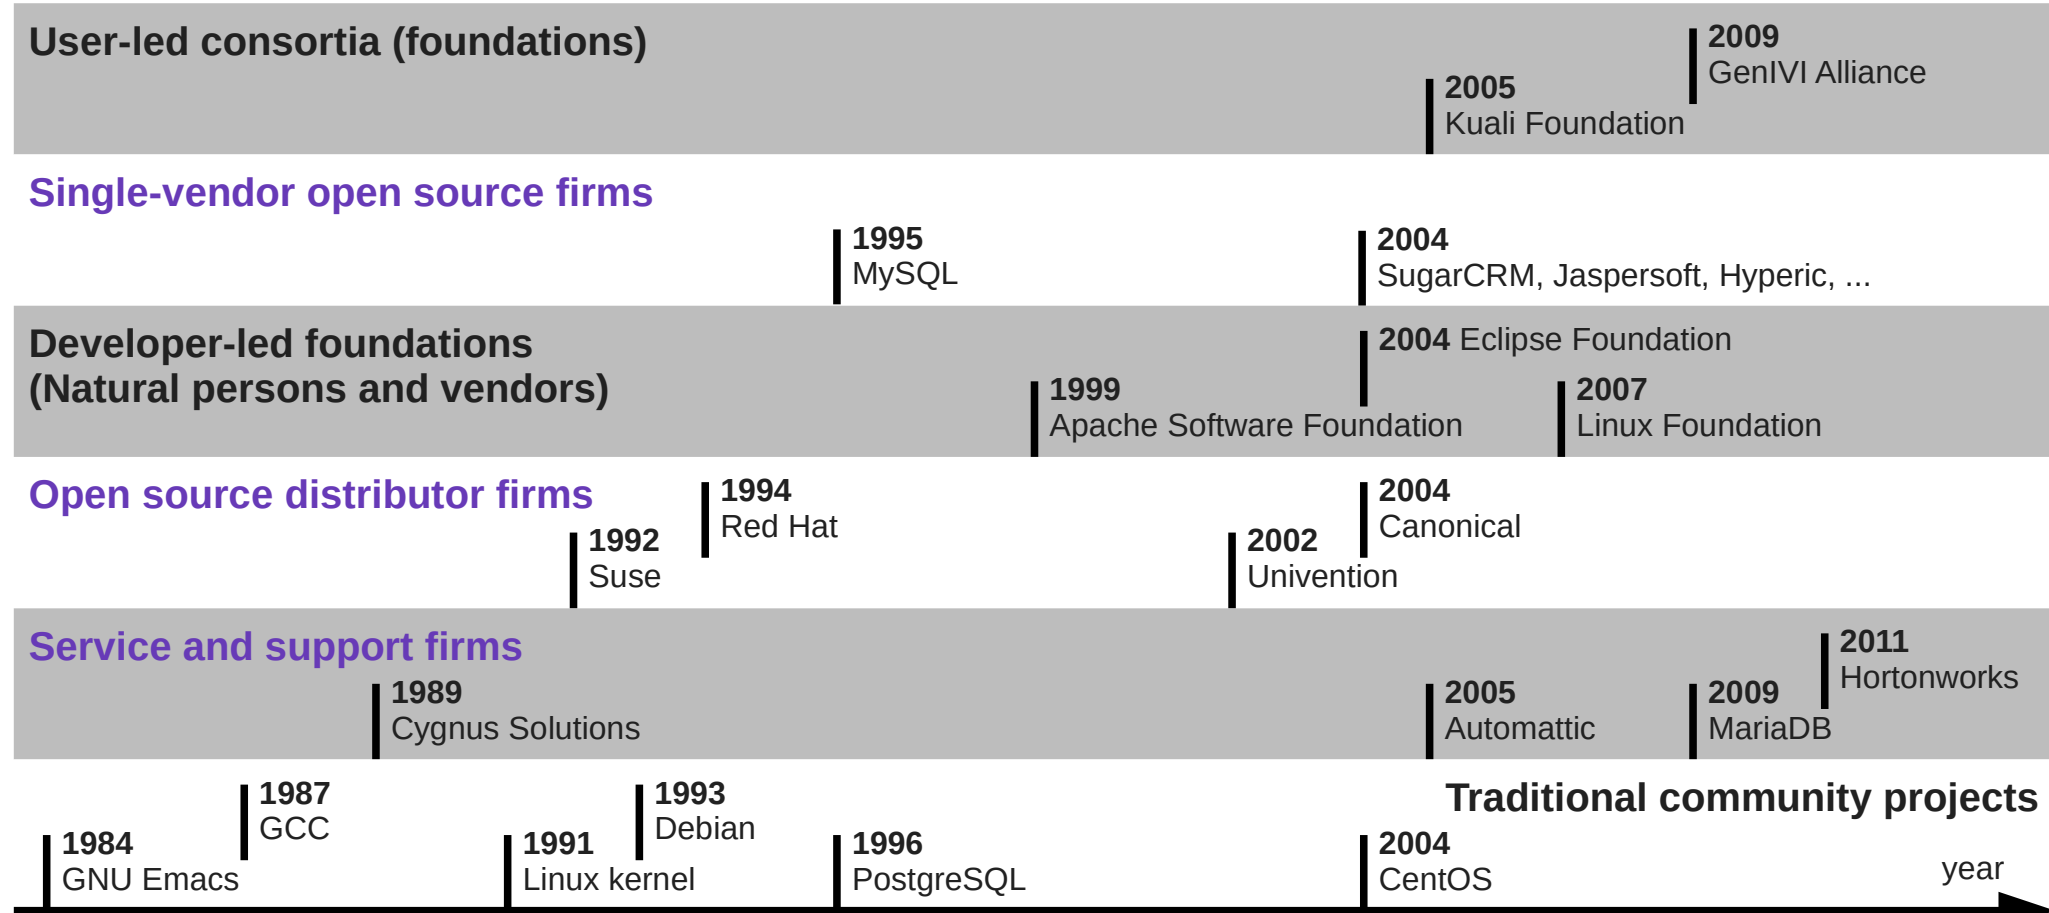 User-led consortia (foundations)
2009
GenIVI Alliance
2005
Kuali Foundation
Single-vendor open source firms
1995
MySQL
2004
SugarCRM, Jaspersoft, Hyperic, ...
Developer-led foundations
(Natural persons and vendors)
2004 Eclipse Foundation
1999
Apache Software Foundation
2007
Linux Foundation
Open source distributor firms
1992
Suse
1994
Red Hat
2002
Univention
2004
Canonical
Service and support firms
1989
Cygnus Solutions
2005
Automattic
2009
MariaDB
2011
Hortonworks
Traditional community projects
1984
GNU Emacs
1987
GCC
1991
Linux kernel
1993
Debian
1996
PostgreSQL
2004
CentOS
year